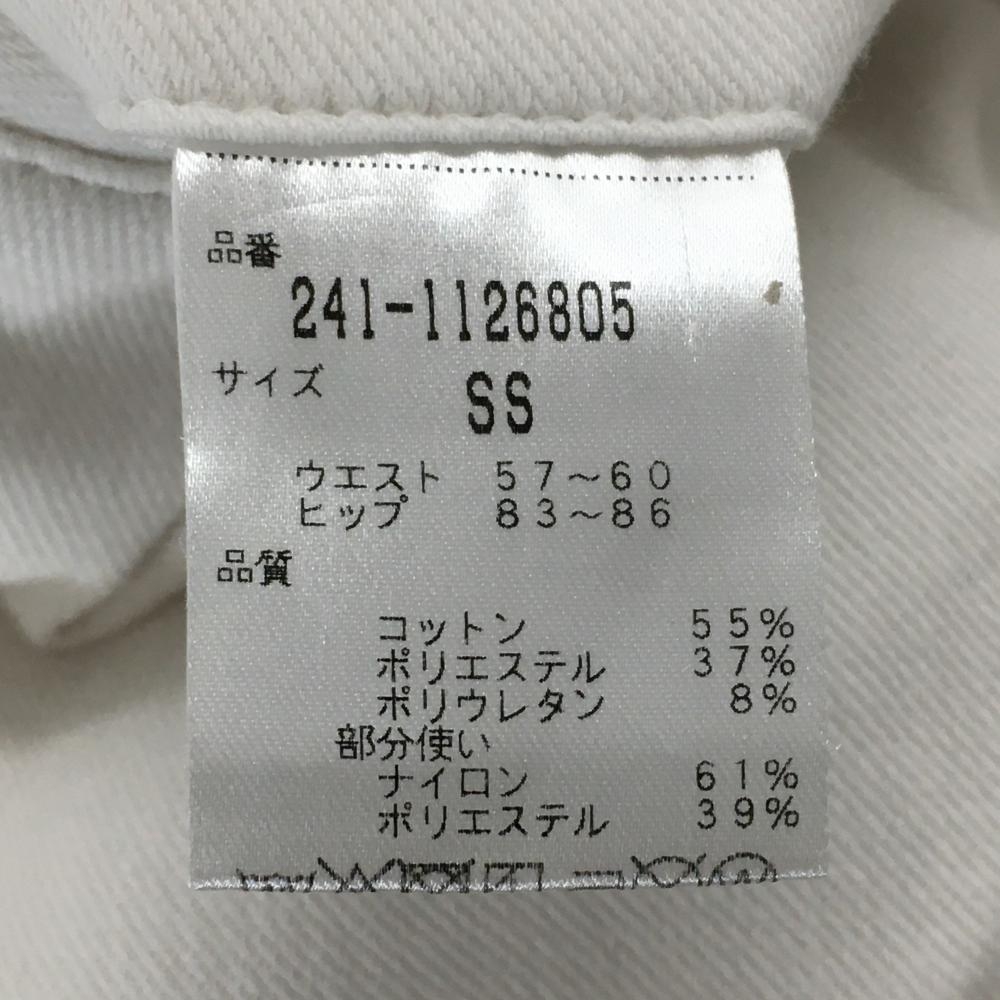 品番
241-1126805
サイズ SS
ウエスト 57～60
ヒップ 83～86
品質
コットン 55%
ポリエステル 37%
ポリウレタン 8%
部分使い
ナイロン 61%
ポリエステル 39%